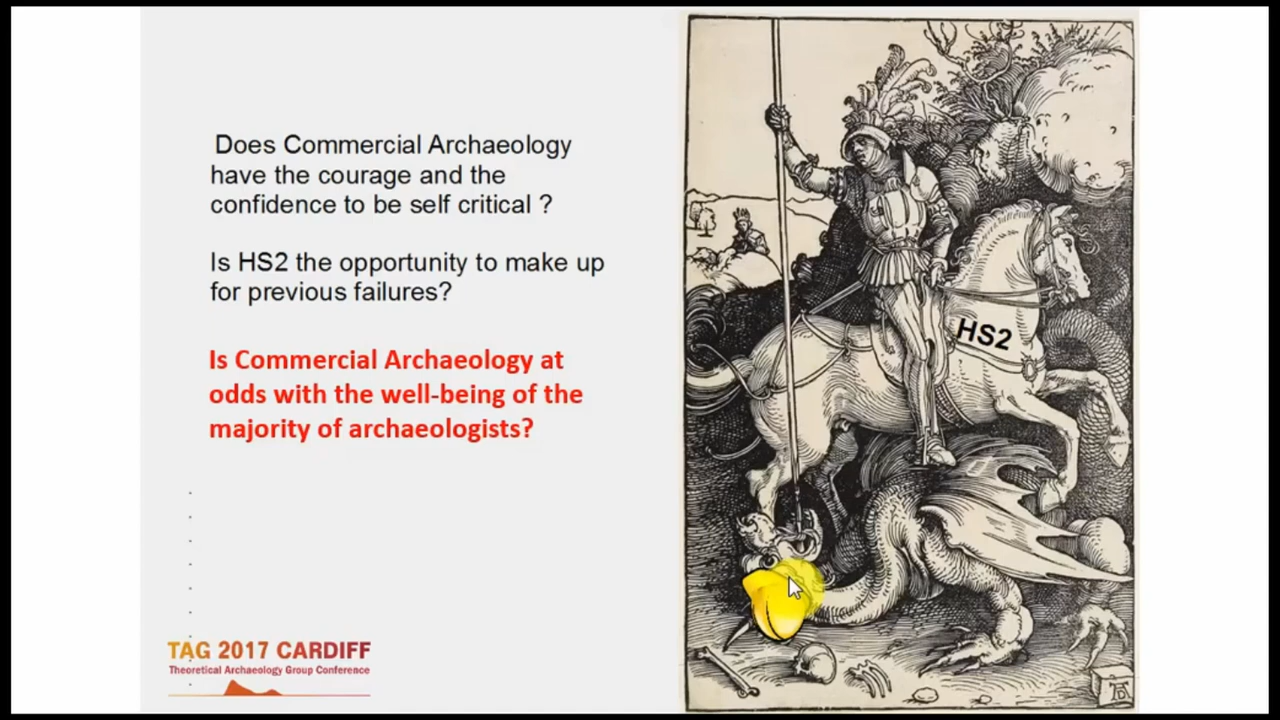 Does Commercial Archaeology
have the courage and the
confidence to be self critical ?
Is HS2 the opportunity to make up
for previous failures?
Is Commercial Archaeology at
odds with the well-being of the
majority of archaeologists?
TAG 2017 CARDIFF
Theoretical Archaeology Group Conference
HS2
AD